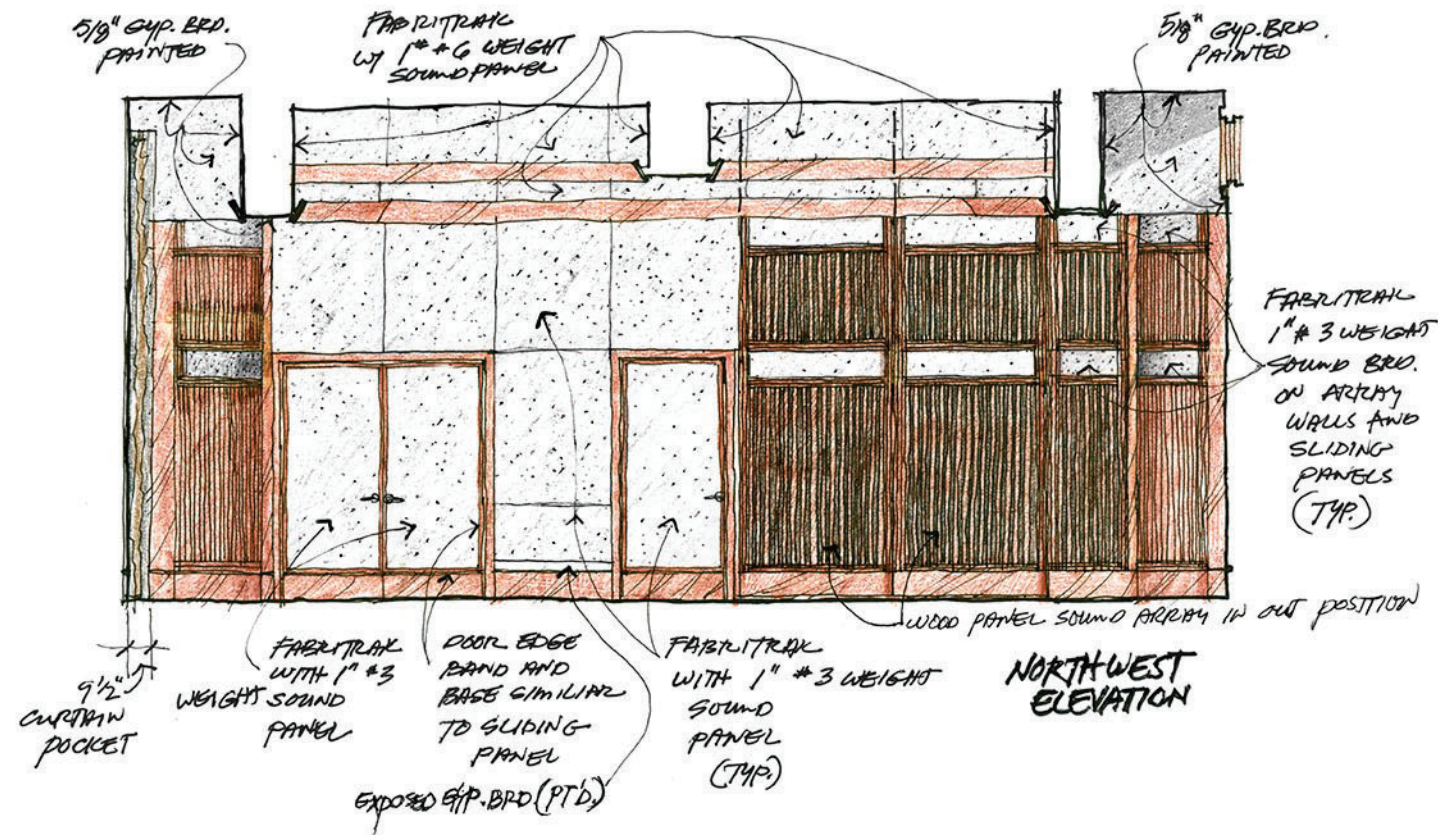 5/8" GYP. BRD.
PAINTED
FABRITRAK
W/ 1" #6 WEIGHT
SOUND PANEL
5/8" GYP. BRD.
PAINTED
FABRITRAK
1" #3 WEIGHT
SOUND BRD.
ON ARRAY
WALLS AND
SLIDING
PANELS
(TYP.)
WOOD PANEL SOUND ARRAY IN OUT POSITION
9 1/2"
CURTAIN
POCKET
FABRITRAK
WITH 1" #3
WEIGHT SOUND
PANEL
DOOR EDGE
BAND AND
BASE SIMILIAR
TO SLIDING
PANEL
EXPOSED GYP. BRD. (PT'D.)
FABRITRAK
WITH 1" #3 WEIGHT
SOUND
PANEL
(TYP.)
NORTHWEST
ELEVATION